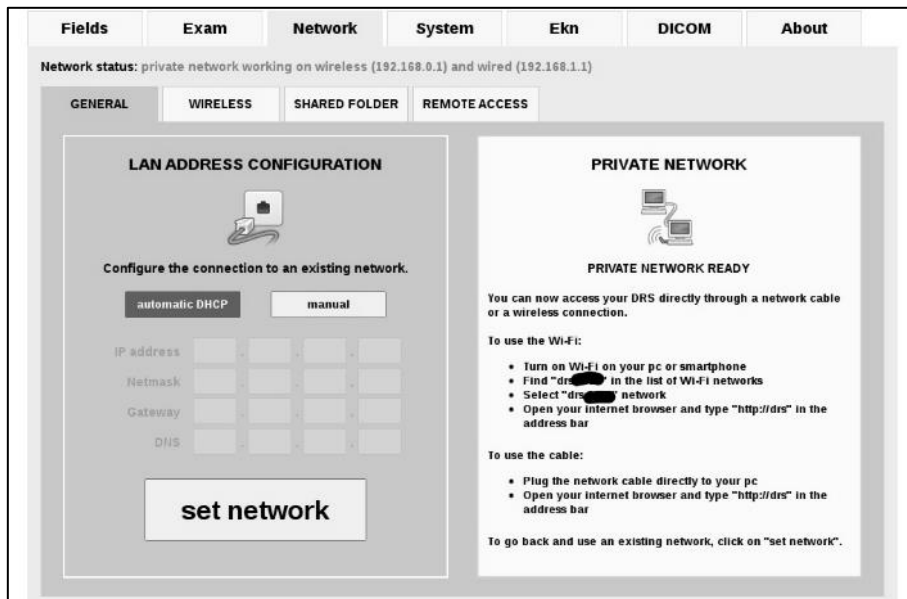 Fields Exam Network System Ekn DICOM About
Network status: private network working on wireless (192.168.0.1) and wired (192.168.1.1)
GENERAL WIRELESS SHARED FOLDER REMOTE ACCESS
LAN ADDRESS CONFIGURATION
Configure the connection to an existing network.
automatic DHCP manual
IP address
Netmask
Gateway
DNS
set network
PRIVATE NETWORK
PRIVATE NETWORK READY
You can now access your DRS directly through a network cable
or a wireless connection.
To use the Wi-Fi:
• Turn on Wi-Fi on your pc or smartphone
• Find "drs " in the list of Wi-Fi networks
• Select "drs " network
• Open your internet browser and type "http://drs" in the
address bar
To use the cable:
• Plug the network cable directly to your pc
• Open your internet browser and type "http://drs" in the
address bar
To go back and use an existing network, click on "set network".